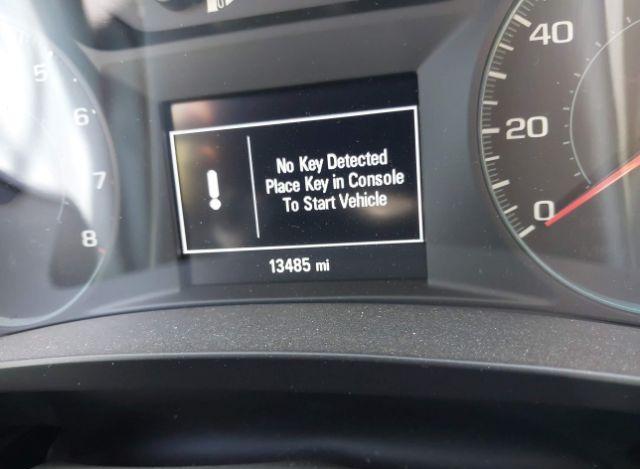 No Key Detected
Place Key in Console
To Start Vehicle
13485 mi
5
6
7
8
40
20
0